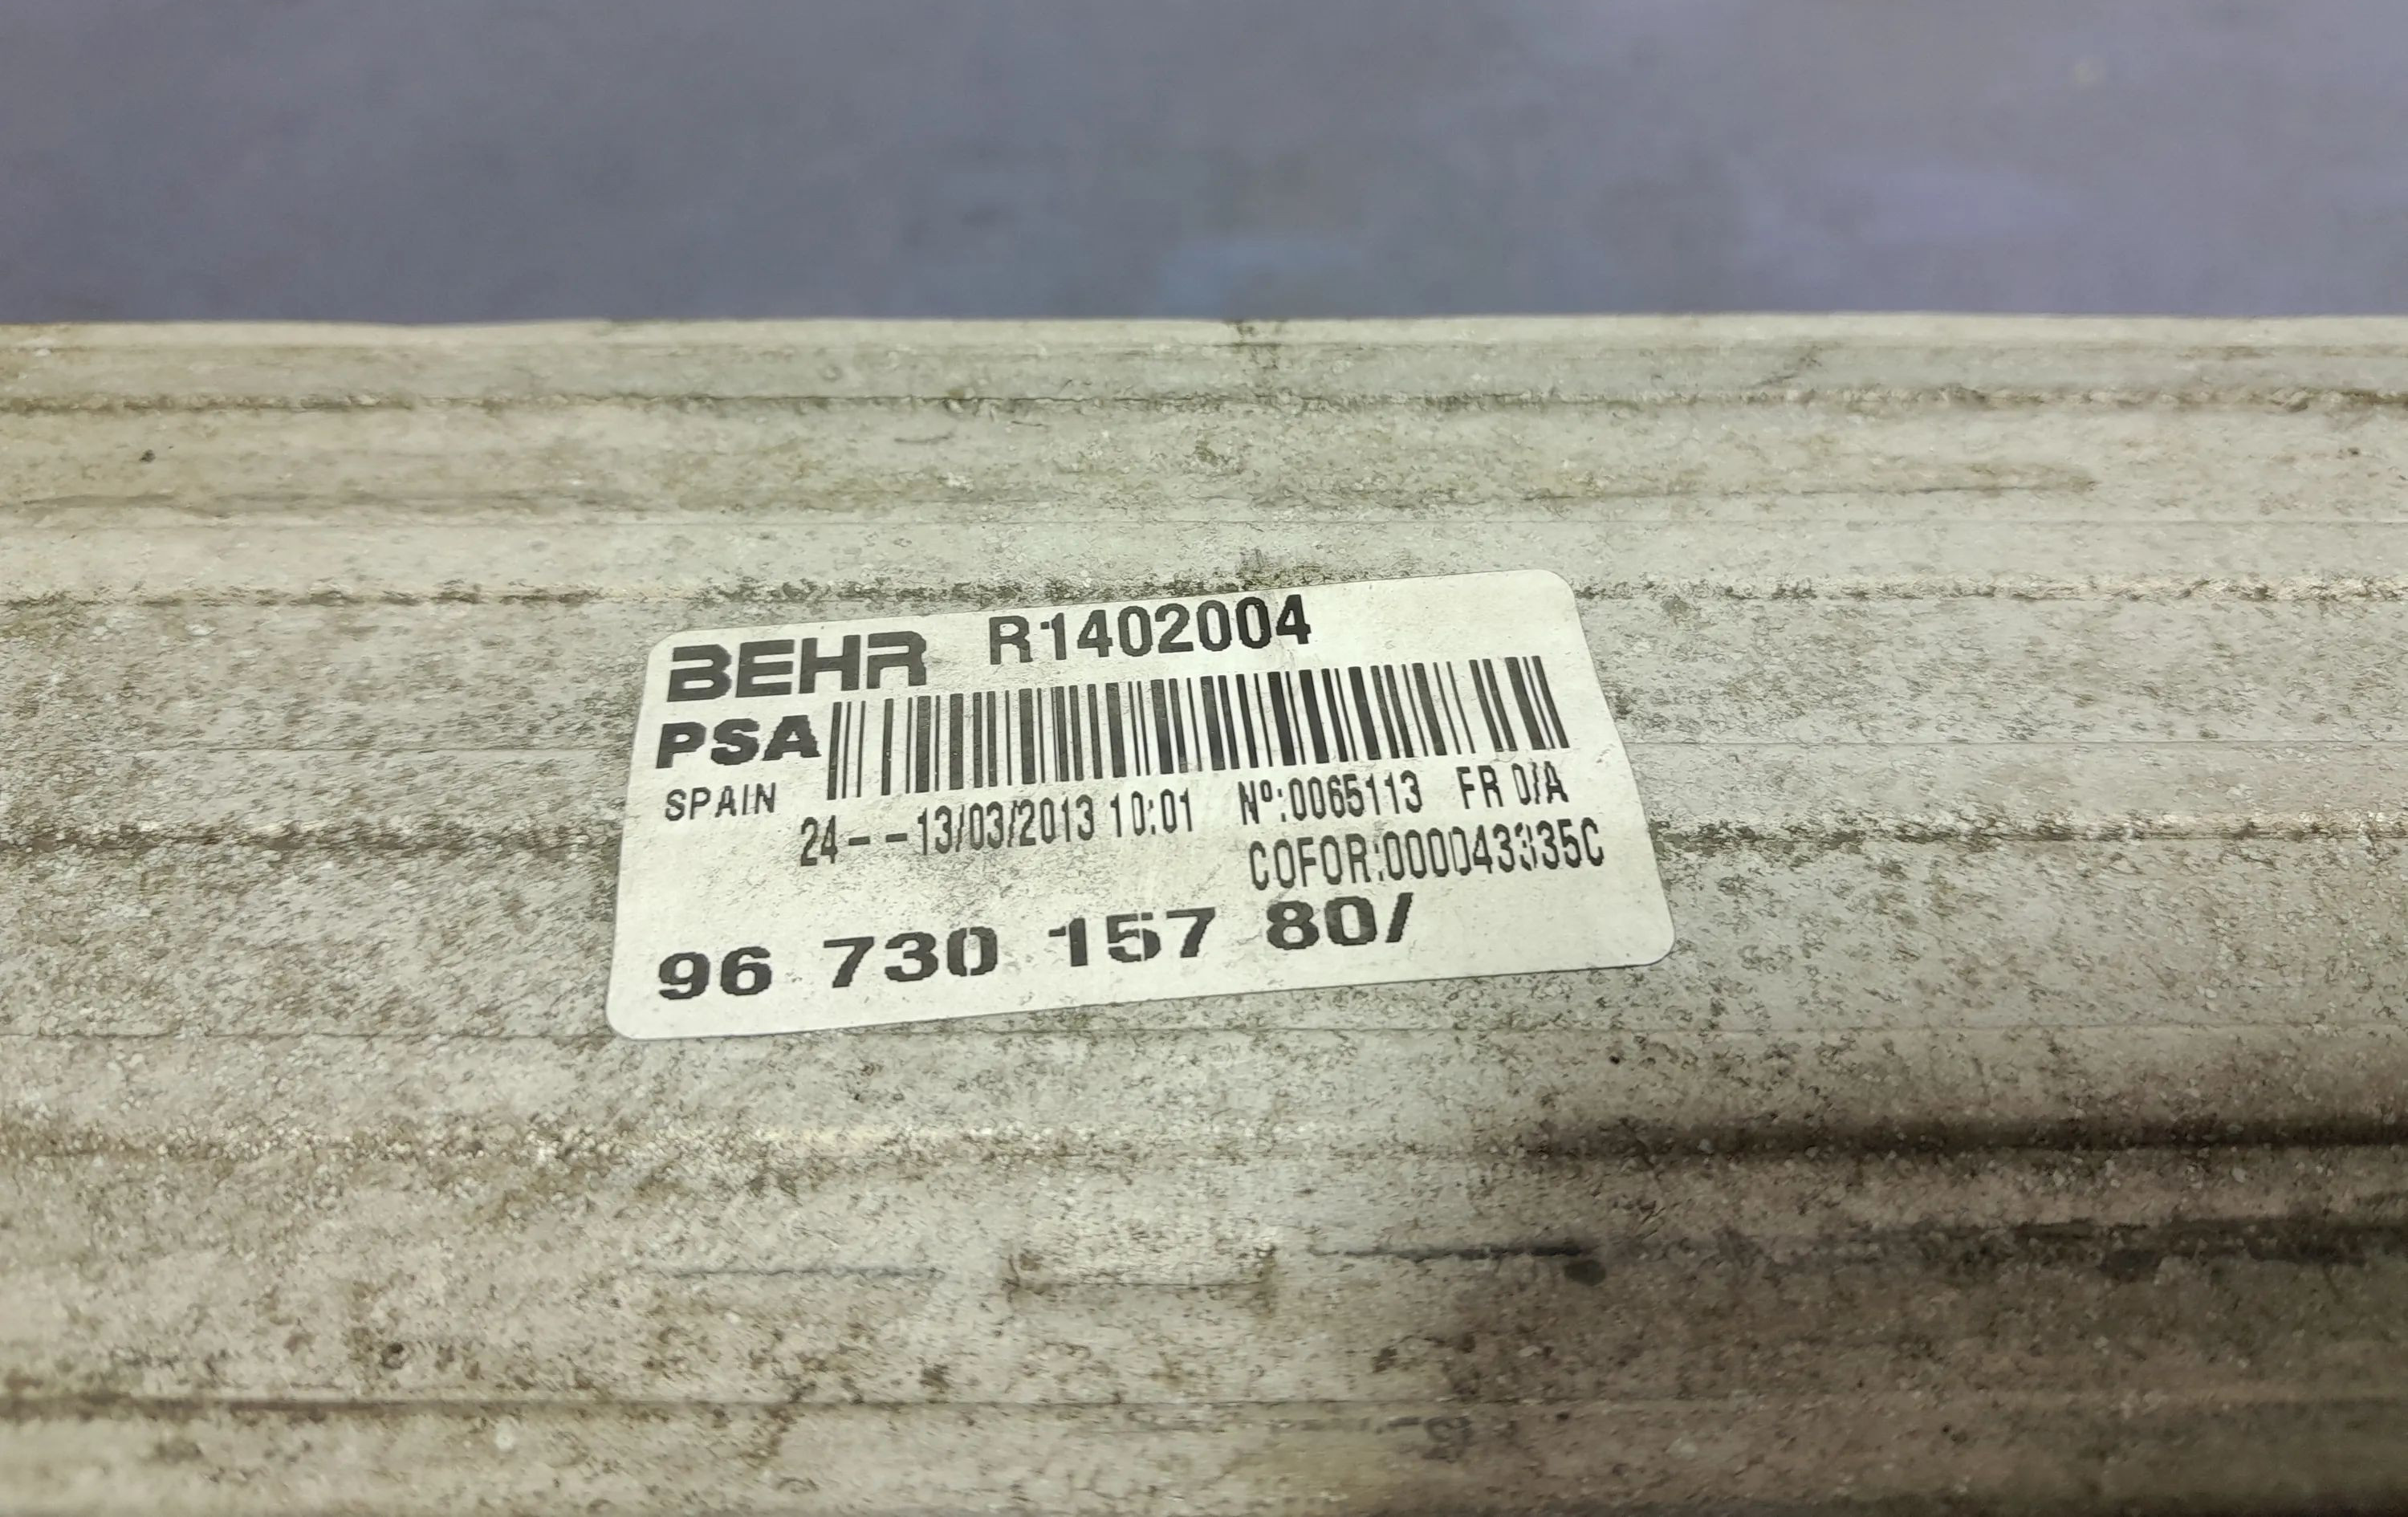 BEHR R1402004
PSA
SPAIN
24- -13/03/2013 10:01 Nº:0065113 FR 0/A
COFOR:000043335C
96 730 157 80/